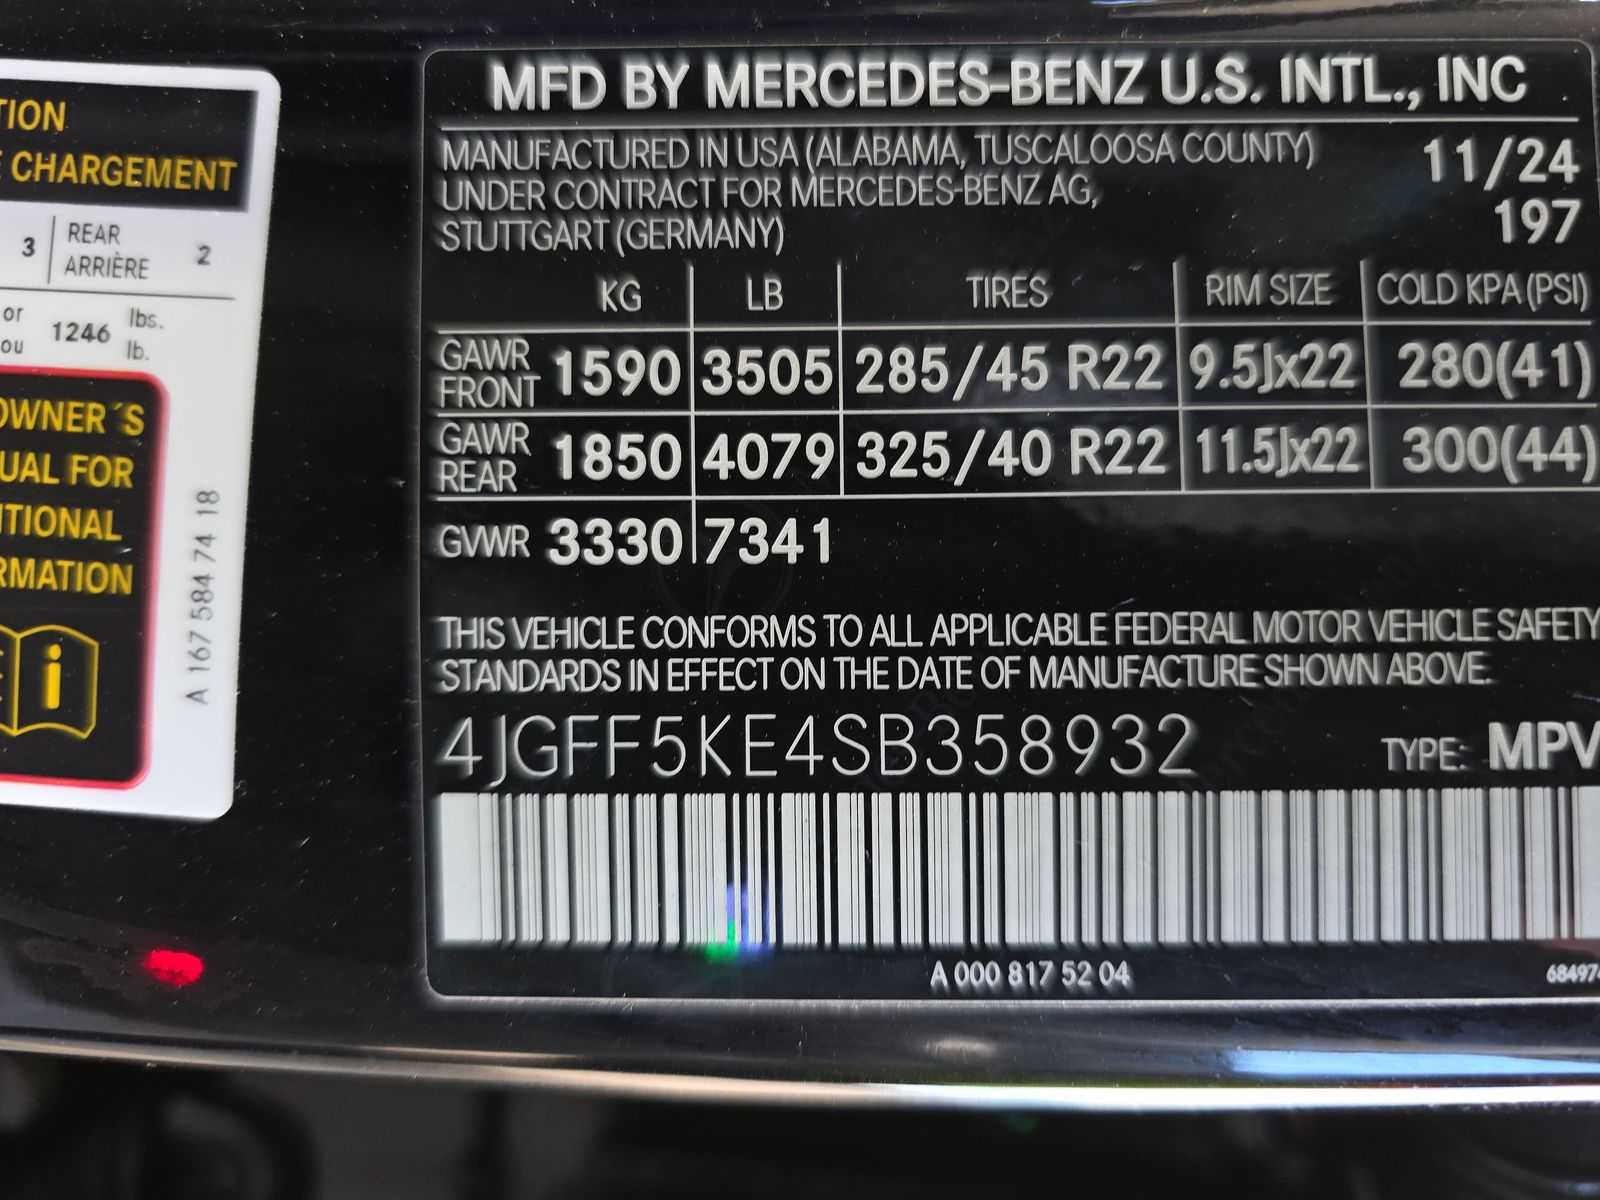 TION
E CHARGEMENT
3 REAR
ARRIÈRE 2
or
ou 1246 lbs.
lb.
OWNER´S
UAL FOR
ITIONAL
RMATION
i
A 167 584 74 18
MFD BY MERCEDES-BENZ U.S. INTL., INC
MANUFACTURED IN USA (ALABAMA, TUSCALOOSA COUNTY) 11/24
UNDER CONTRACT FOR MERCEDES-BENZ AG, 197
STUTTGART (GERMANY)
KG LB TIRES RIM SIZE COLD KPA (PSI)
GAWR FRONT 1590 3505 285/45 R22 9.5Jx22 280(41)
GAWR REAR 1850 4079 325/40 R22 11.5Jx22 300(44)
GVWR 3330 7341
THIS VEHICLE CONFORMS TO ALL APPLICABLE FEDERAL MOTOR VEHICLE SAFETY
STANDARDS IN EFFECT ON THE DATE OF MANUFACTURE SHOWN ABOVE.
4JGFF5KE4SB358932 TYPE: MPV
A 000 817 52 04 68497